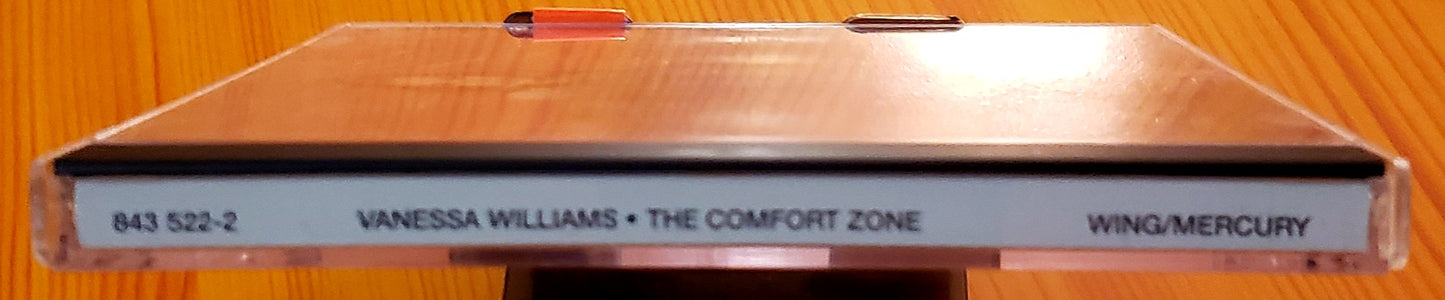 843 522-2 VANESSA WILLIAMS • THE COMFORT ZONE WING/MERCURY